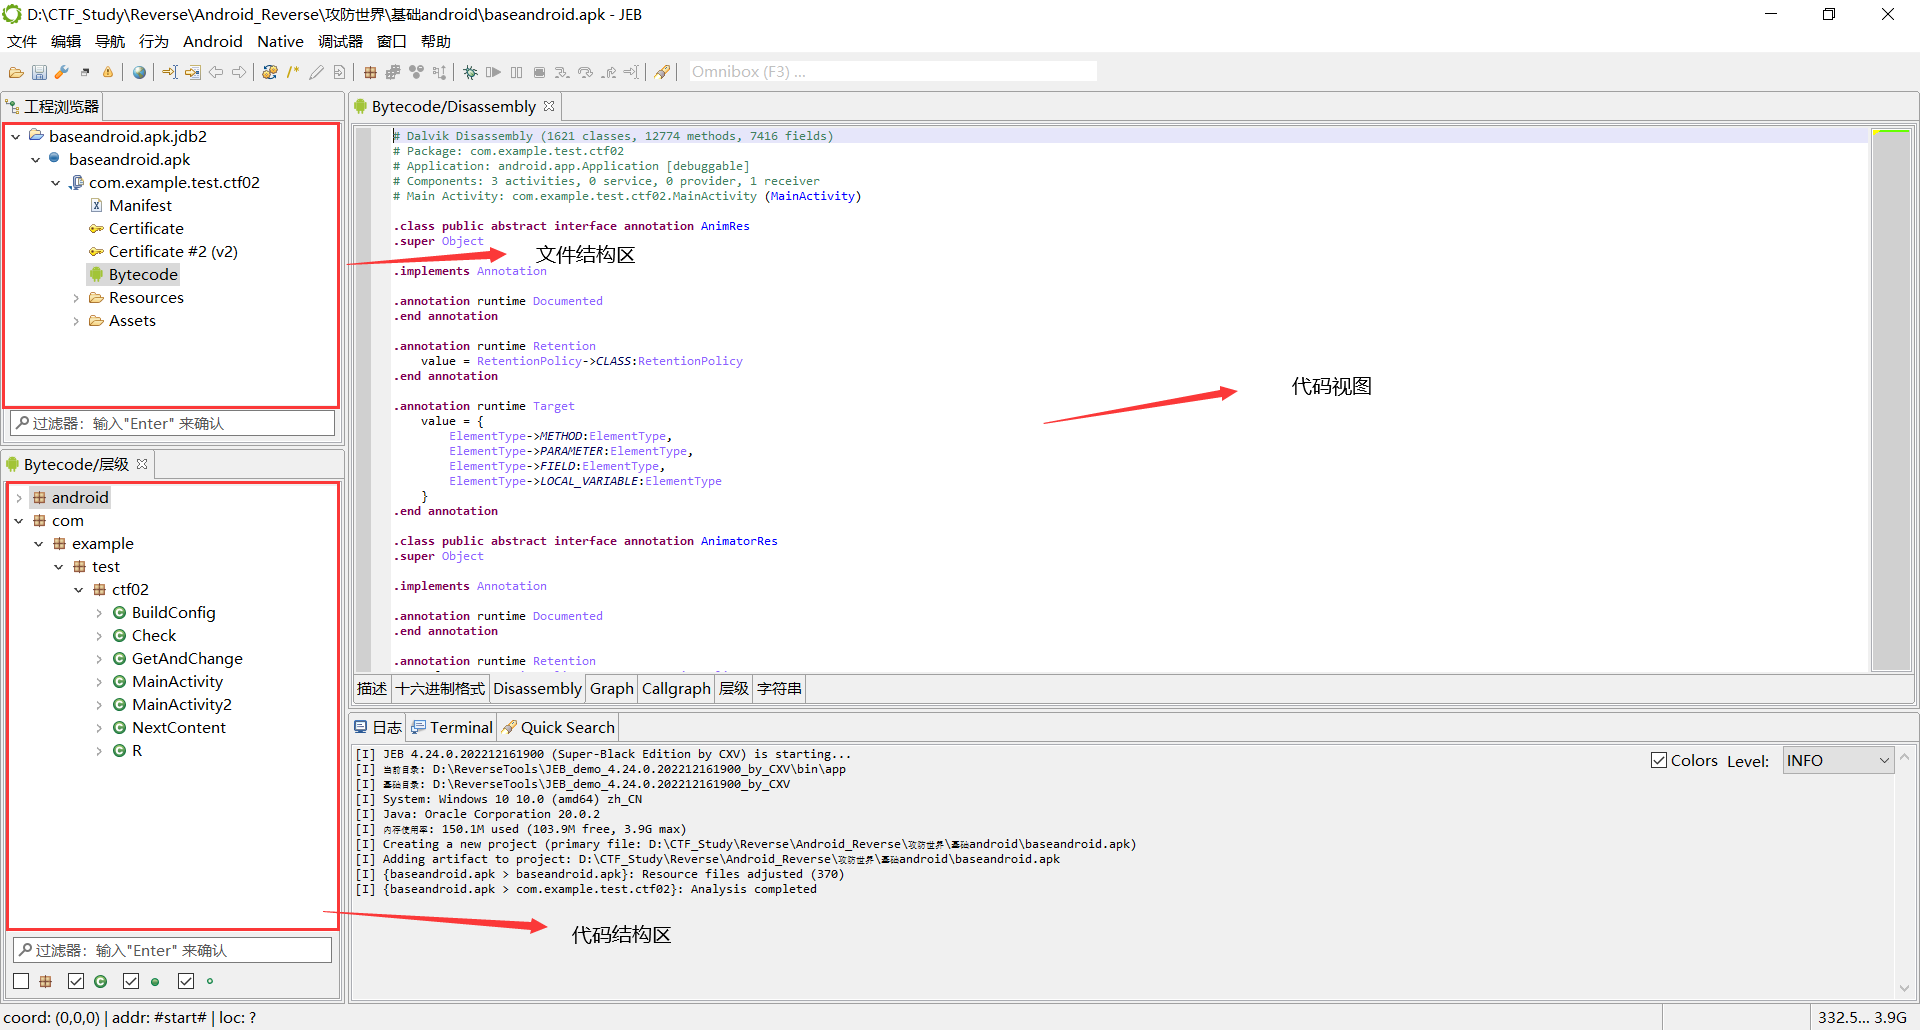 D:\CTF_Study\Reverse\Android_Reverse\攻防世界\基础android\baseandroid.apk - JEB
文件 编辑 导航 行为 Android Native 调试器 窗口 帮助
Omnibox (F3) ...
工程浏览器
baseandroid.apk.jdb2
baseandroid.apk
com.example.test.ctf02
Manifest
Certificate
Certificate #2 (v2)
Bytecode
Resources
Assets
过滤器: 输入"Enter" 来确认
Bytecode/层级
android
com
example
test
ctf02
BuildConfig
Check
GetAndChange
MainActivity
MainActivity2
NextContent
R
过滤器: 输入"Enter" 来确认
Bytecode/Disassembly
# Dalvik Disassembly (1621 classes, 12774 methods, 7416 fields)
# Package: com.example.test.ctf02
# Application: android.app.Application [debuggable]
# Components: 3 activities, 0 service, 0 provider, 1 receiver
# Main Activity: com.example.test.ctf02.MainActivity (MainActivity)
.class public abstract interface annotation AnimRes
.super Object
文件结构区
.implements Annotation
.annotation runtime Documented
.end annotation
.annotation runtime Retention
value = RetentionPolicy->CLASS:RetentionPolicy
.end annotation
代码视图
.annotation runtime Target
value = {
ElementType->METHOD:ElementType,
ElementType->PARAMETER:ElementType,
ElementType->FIELD:ElementType,
ElementType->LOCAL_VARIABLE:ElementType
}
.end annotation
.class public abstract interface annotation AnimatorRes
.super Object
.implements Annotation
.annotation runtime Documented
.end annotation
.annotation runtime Retention
描述 十六进制格式 Disassembly Graph Callgraph 层级 字符串
日志 Terminal Quick Search
[I] JEB 4.24.0.202212161900 (Super-Black Edition by CXV) is starting...
[I] 当前目录: D:\ReverseTools\JEB_demo_4.24.0.202212161900_by_CXV\bin\app
[I] 基础目录: D:\ReverseTools\JEB_demo_4.24.0.202212161900_by_CXV
[I] System: Windows 10 10.0 (amd64) zh_CN
[I] Java: Oracle Corporation 20.0.2
[I] 内存使用率: 150.1M used (103.9M free, 3.9G max)
[I] Creating a new project (primary file: D:\CTF_Study\Reverse\Android_Reverse\攻防世界\基础android\baseandroid.apk)
[I] Adding artifact to project: D:\CTF_Study\Reverse\Android_Reverse\攻防世界\基础android\baseandroid.apk
[I] {baseandroid.apk > baseandroid.apk}: Resource files adjusted (370)
[I] {baseandroid.apk > com.example.test.ctf02}: Analysis completed
Colors Level: INFO
代码结构区
coord: (0,0,0) | addr: #start# | loc: ?
332.5... 3.9G